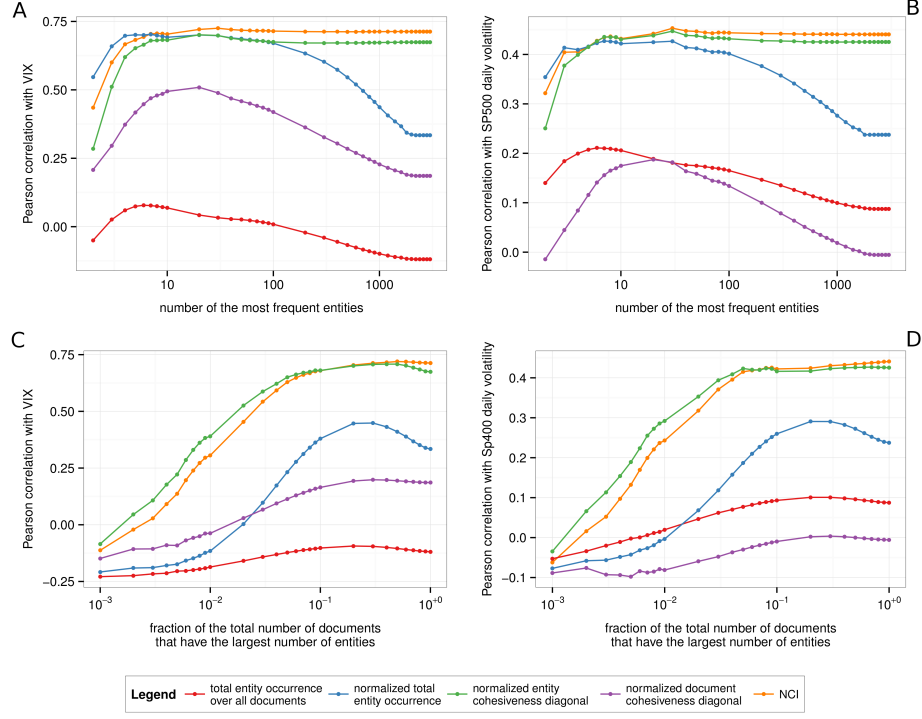 A
0.75
0.50
0.25
0.00
Pearson correlation with VIX
10
100
1000
number of the most frequent entities
B
0.4
0.3
0.2
0.1
0.0
Pearson correlation with SP500 daily volatility
10
100
1000
number of the most frequent entities
C
0.75
0.50
0.25
0.00
−0.25
Pearson correlation with VIX
10⁻³
10⁻²
10⁻¹
10⁺⁰
fraction of the total number of documents
that have the largest number of entities
D
0.4
0.3
0.2
0.1
0.0
−0.1
Pearson correlation with Sp400 daily volatility
10⁻³
10⁻²
10⁻¹
10⁺⁰
fraction of the total number of documents
that have the largest number of entities
Legend
total entity occurrence
over all documents
normalized total
entity occurrence
normalized entity
cohesiveness diagonal
normalized document
cohesiveness diagonal
NCI